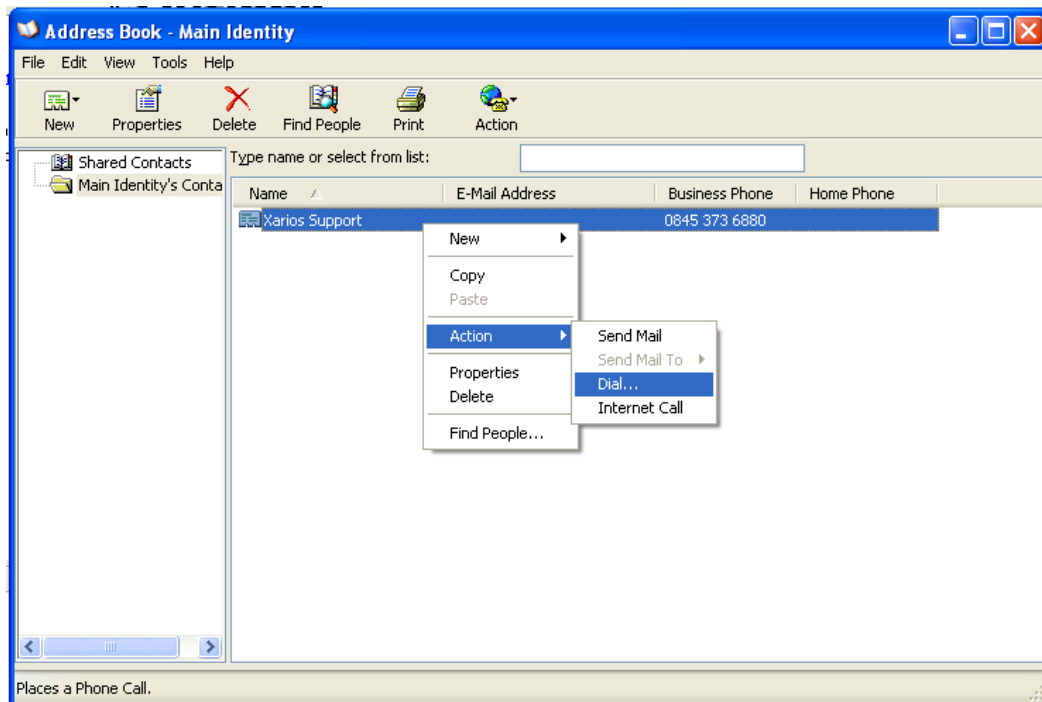 Address Book - Main Identity
File Edit View Tools Help
New Properties Delete Find People Print Action
Shared Contacts
Main Identity's Conta
Type name or select from list:
Name E-Mail Address Business Phone Home Phone
Xarios Support 0845 373 6880
New
Copy
Paste
Action
Properties
Delete
Find People...
Send Mail
Send Mail To
Dial...
Internet Call
Places a Phone Call.